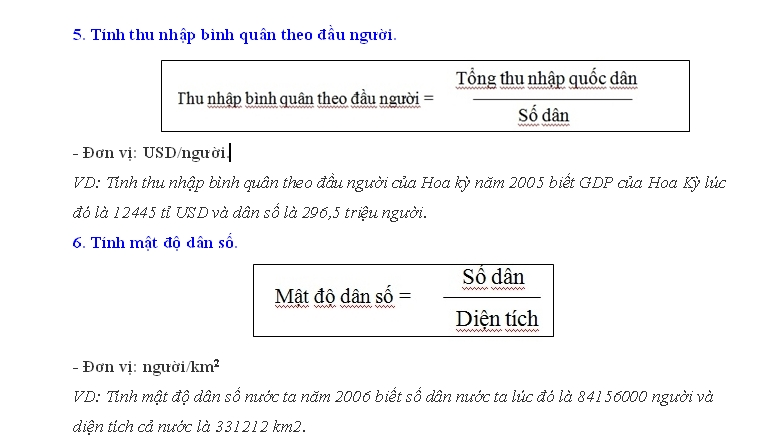 5. Tính thu nhập bình quân theo đầu người.
Thu nhập bình quân theo đầu người = Tổng thu nhập quốc dân
Số dân
- Đơn vị: USD/người.
VD: Tính thu nhập bình quân theo đầu người của Hoa kỳ năm 2005 biết GDP của Hoa Kỳ lúc
đó là 12445 tỉ USD và dân số là 296,5 triệu người.
6. Tính mật độ dân số.
Mật độ dân số = Số dân
Diện tích
- Đơn vị: người/km²
VD: Tính mật độ dân số nước ta năm 2006 biết số dân nước ta lúc đó là 84156000 người và
diện tích cả nước là 331212 km2.